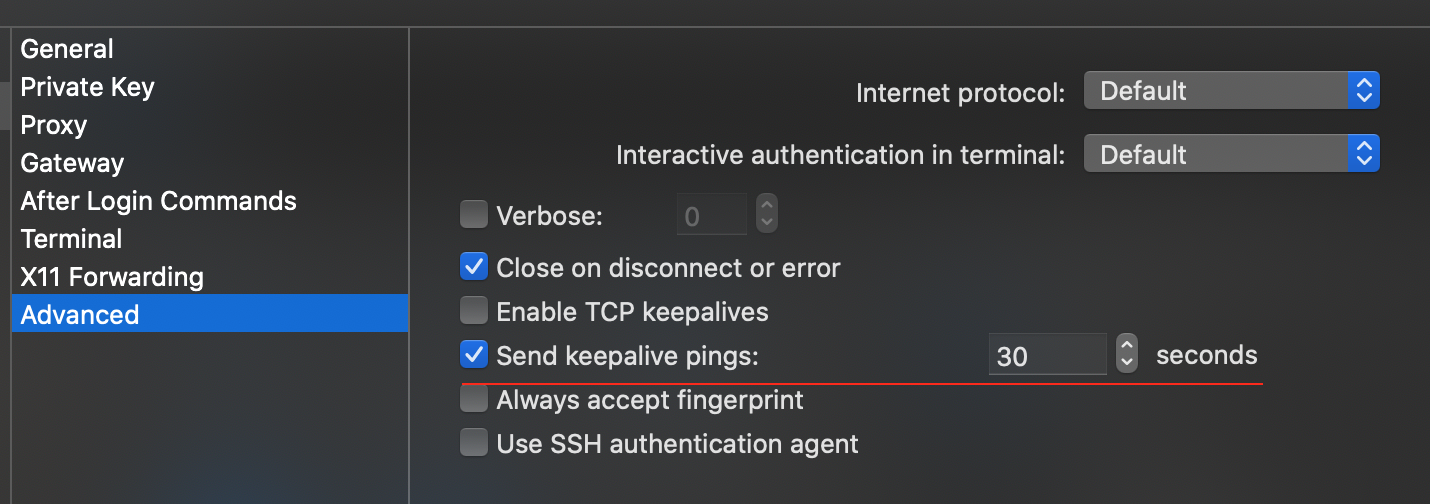 General
Private Key
Proxy
Gateway
After Login Commands
Terminal
X11 Forwarding
Advanced
Internet protocol: Default
Interactive authentication in terminal: Default
Verbose: 0
Close on disconnect or error
Enable TCP keepalives
Send keepalive pings: 30 seconds
Always accept fingerprint
Use SSH authentication agent